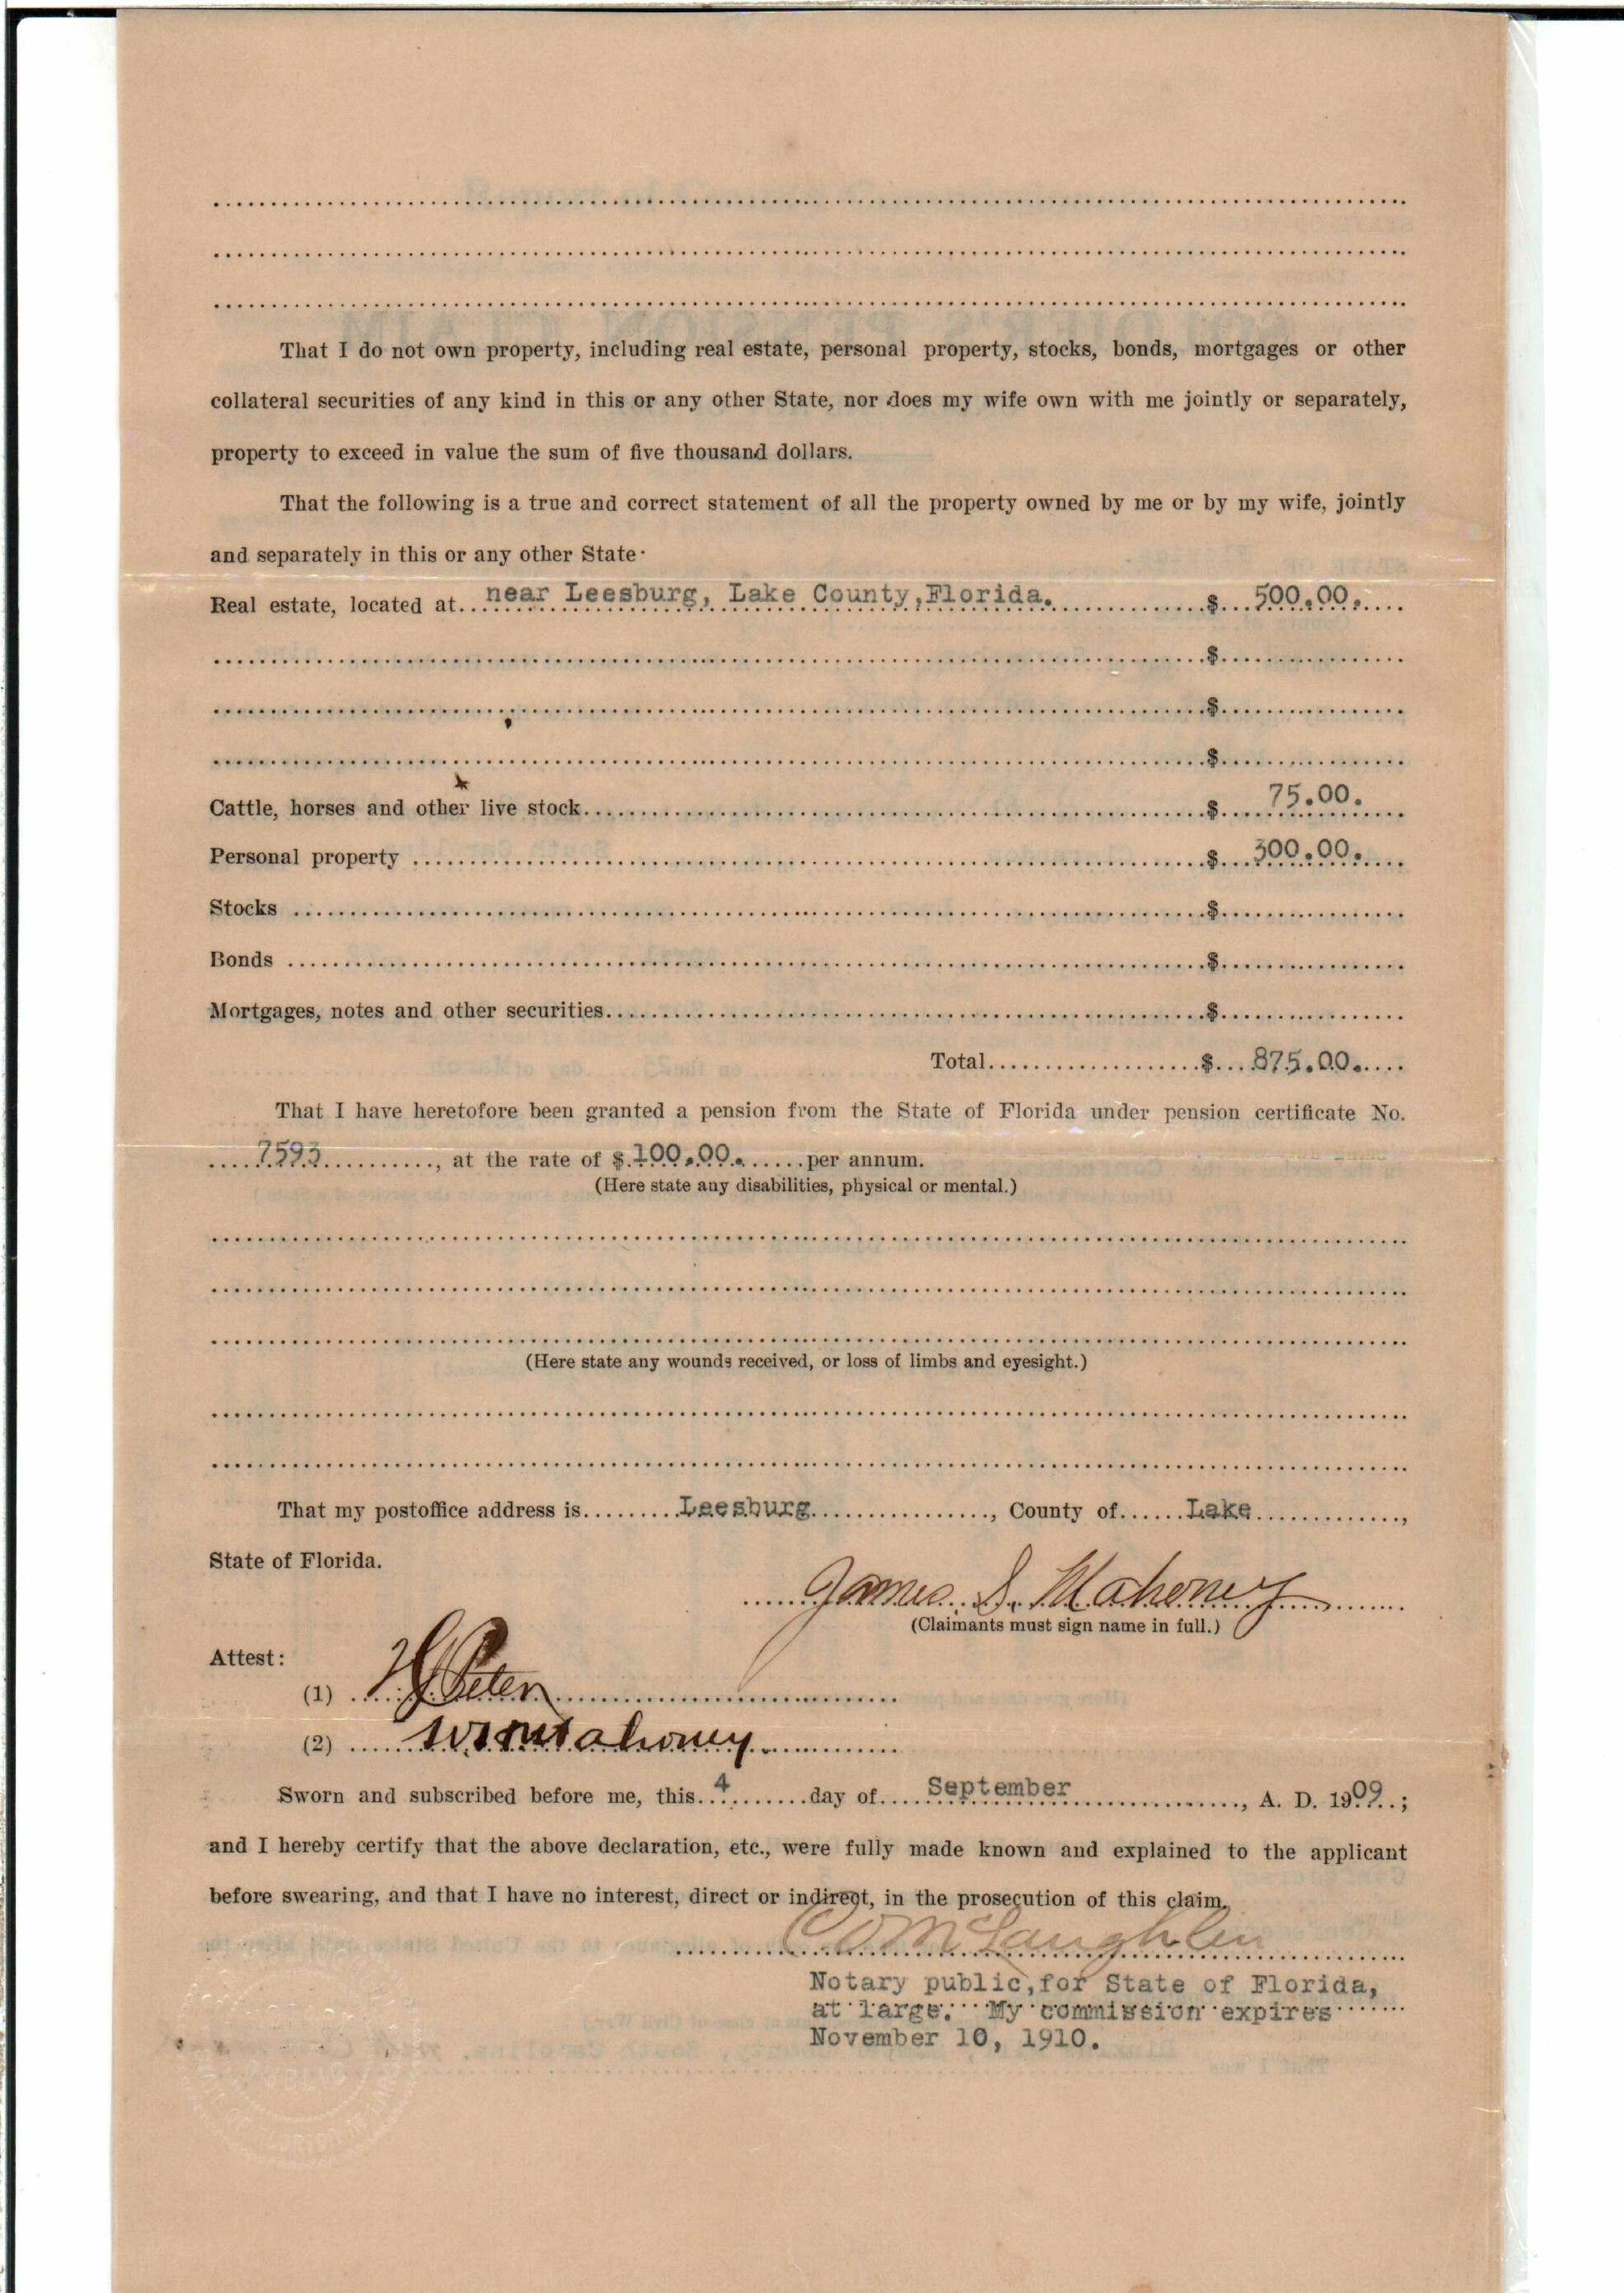 That I do not own property, including real estate, personal property, stocks, bonds, mortgages or other
collateral securities of any kind in this or any other State, nor does my wife own with me jointly or separately,
property to exceed in value the sum of five thousand dollars.
That the following is a true and correct statement of all the property owned by me or by my wife, jointly
and separately in this or any other State·
Real estate, located at near Leesburg, Lake County,Florida. $ 500.00.
$
$
$
Cattle, horses and other live stock $ 75.00.
Personal property $ 300.00.
Stocks $
Bonds $
Mortgages, notes and other securities $
Total $ 875.00.
That I have heretofore been granted a pension from the State of Florida under pension certificate No.
7593, at the rate of $ 100.00. per annum.
(Here state any disabilities, physical or mental.)
(Here state any wounds received, or loss of limbs and eyesight.)
That my postoffice address is Leesburg, County of Lake,
State of Florida.
James. S. Mahoney
(Claimants must sign name in full.)
Attest:
(1) Peter
(2) Mahoney
Sworn and subscribed before me, this 4 day of September, A. D. 1909.;
and I hereby certify that the above declaration, etc., were fully made known and explained to the applicant
before swearing, and that I have no interest, direct or indirect, in the prosecution of this claim.
McLaughlin
Notary public,for State of Florida,
at large. My commission expires
November 10, 1910.